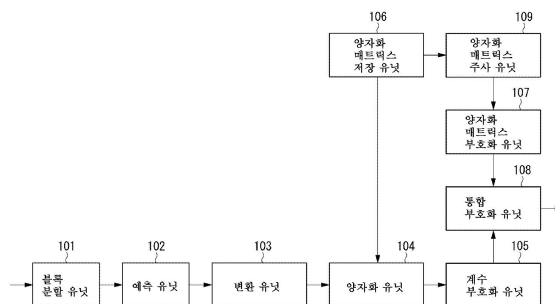 106
양자화
매트릭스
저장 유닛
109
양자화
매트릭스
주사 유닛
107
양자화
매트릭스
부호화 유닛
108
통합
부호화 유닛
101
블록
분할 유닛
102
예측 유닛
103
변환 유닛
104
양자화 유닛
105
계수
부호화 유닛